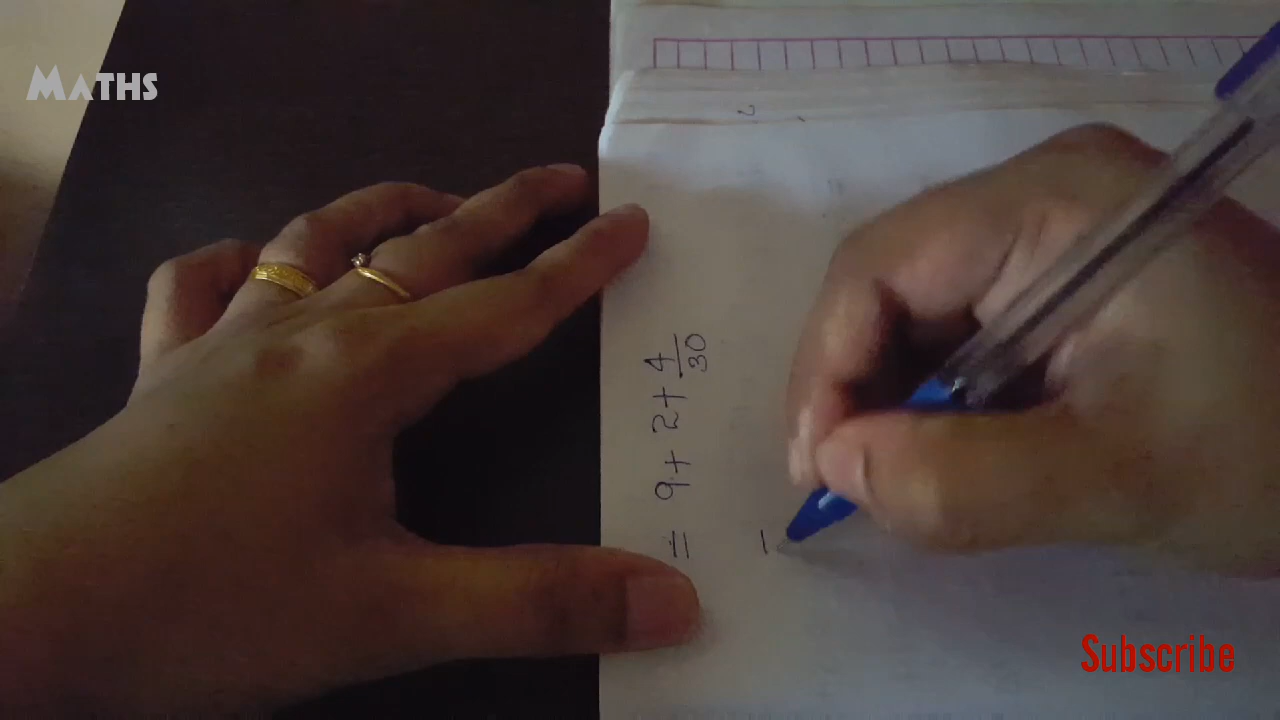 MATHS
= 9 + 2 + 4/30
Subscribe